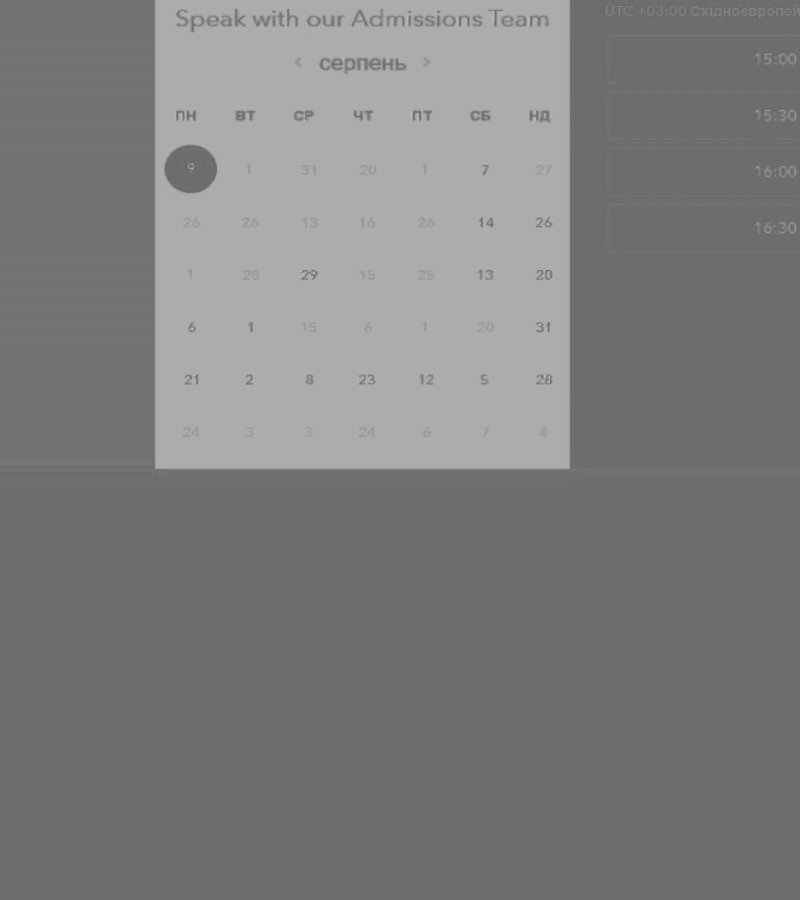 Speak with our Admissions Team
‹ серпень ›
ПН ВТ СР ЧТ ПТ СБ НД
9 1 31 20 1 7 27
26 26 13 16 26 14 26
1 28 29 15 25 13 20
6 1 15 6 1 20 31
21 2 8 23 12 5 28
24 3 3 24 6 7 4
UTC +03:00 Східноєвропей
15:00
15:30
16:00
16:30